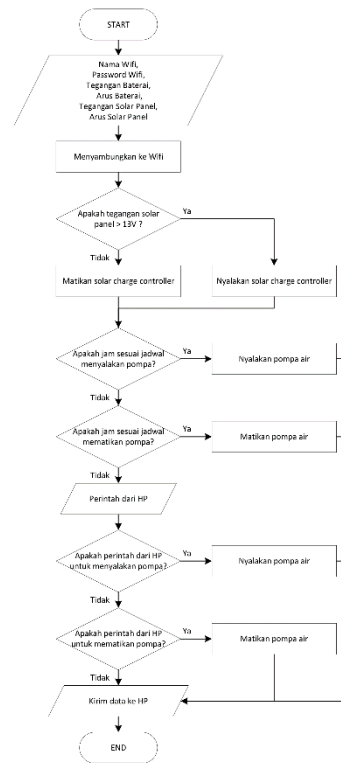 START
Nama Wifi,
Password Wifi,
Tegangan Baterai,
Arus Baterai,
Tegangan Solar Panel,
Arus Solar Panel
Menyambungkan ke Wifi
Apakah tegangan solar
panel > 13V ?
Ya
Tidak
Matikan solar charge controller
Nyalakan solar charge controller
Apakah jam sesuai jadwal
menyalakan pompa?
Ya
Nyalakan pompa air
Tidak
Apakah jam sesuai jadwal
mematikan pompa?
Ya
Matikan pompa air
Tidak
Perintah dari HP
Apakah perintah dari HP
untuk menyalakan pompa?
Ya
Nyalakan pompa air
Tidak
Apakah perintah dari HP
untuk mematikan pompa?
Ya
Matikan pompa air
Tidak
Kirim data ke HP
END